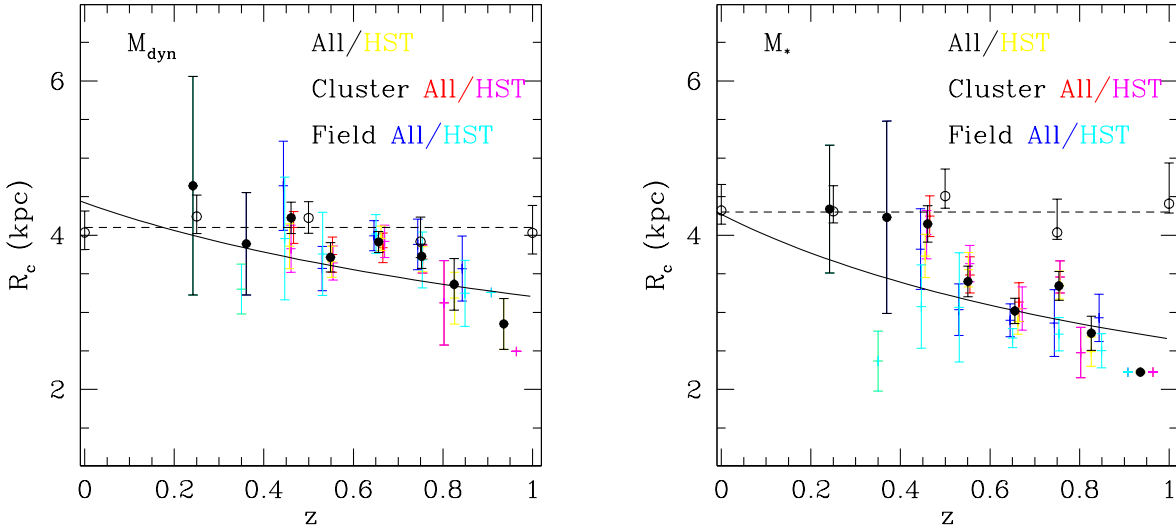 M_dyn
All/HST
Cluster All/HST
Field All/HST
R_c (kpc)
6
4
2
0
0.2
0.4
0.6
0.8
1
z
M_*
All/HST
Cluster All/HST
Field All/HST
R_c (kpc)
6
4
2
0
0.2
0.4
0.6
0.8
1
z